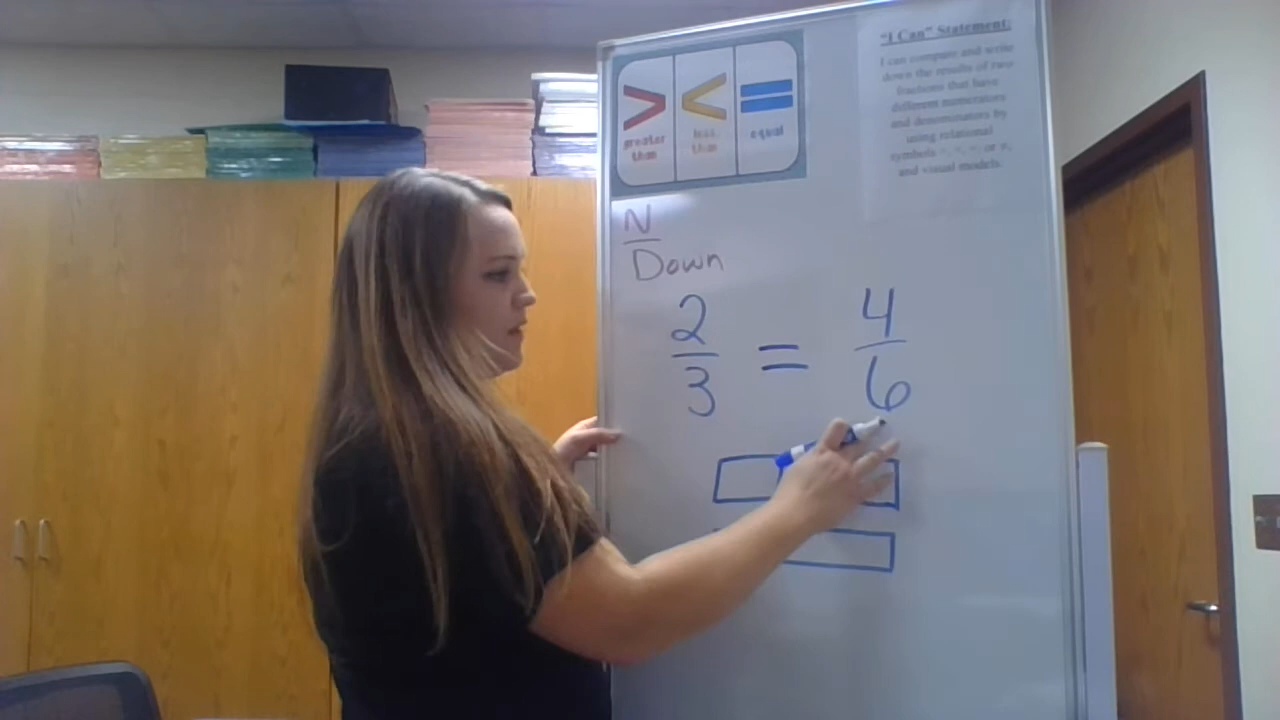 "I Can" Statement:
I can compare and write
down the results of two
fractions that have
different numerators
and denominators by
using relational
symbols
and visual models.
> < =
greater than
less than
equal
N
Down
2/3 = 4/6